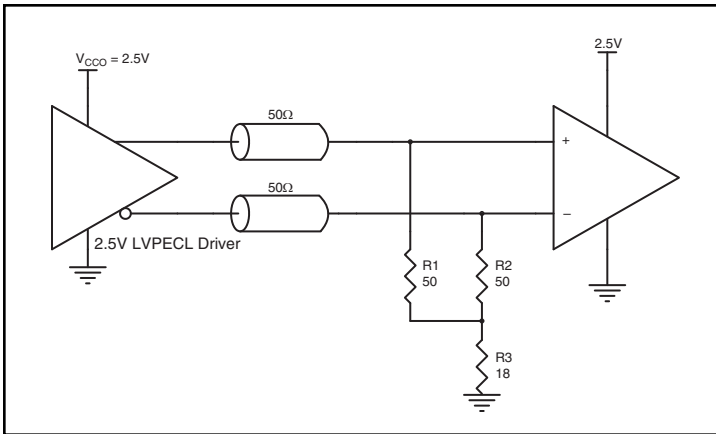 V_CCO = 2.5V
2.5V
50Ω
+
50Ω
−
2.5V LVPECL Driver
R1
50
R2
50
R3
18